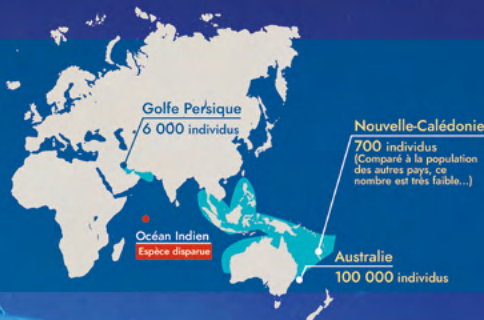 Golfe Persique
6 000 individus
Nouvelle-Calédonie
700 individus
(Comparé à la population
des autres pays, ce
nombre est très faible...)
Océan Indien
Espèce disparue
Australie
100 000 individus